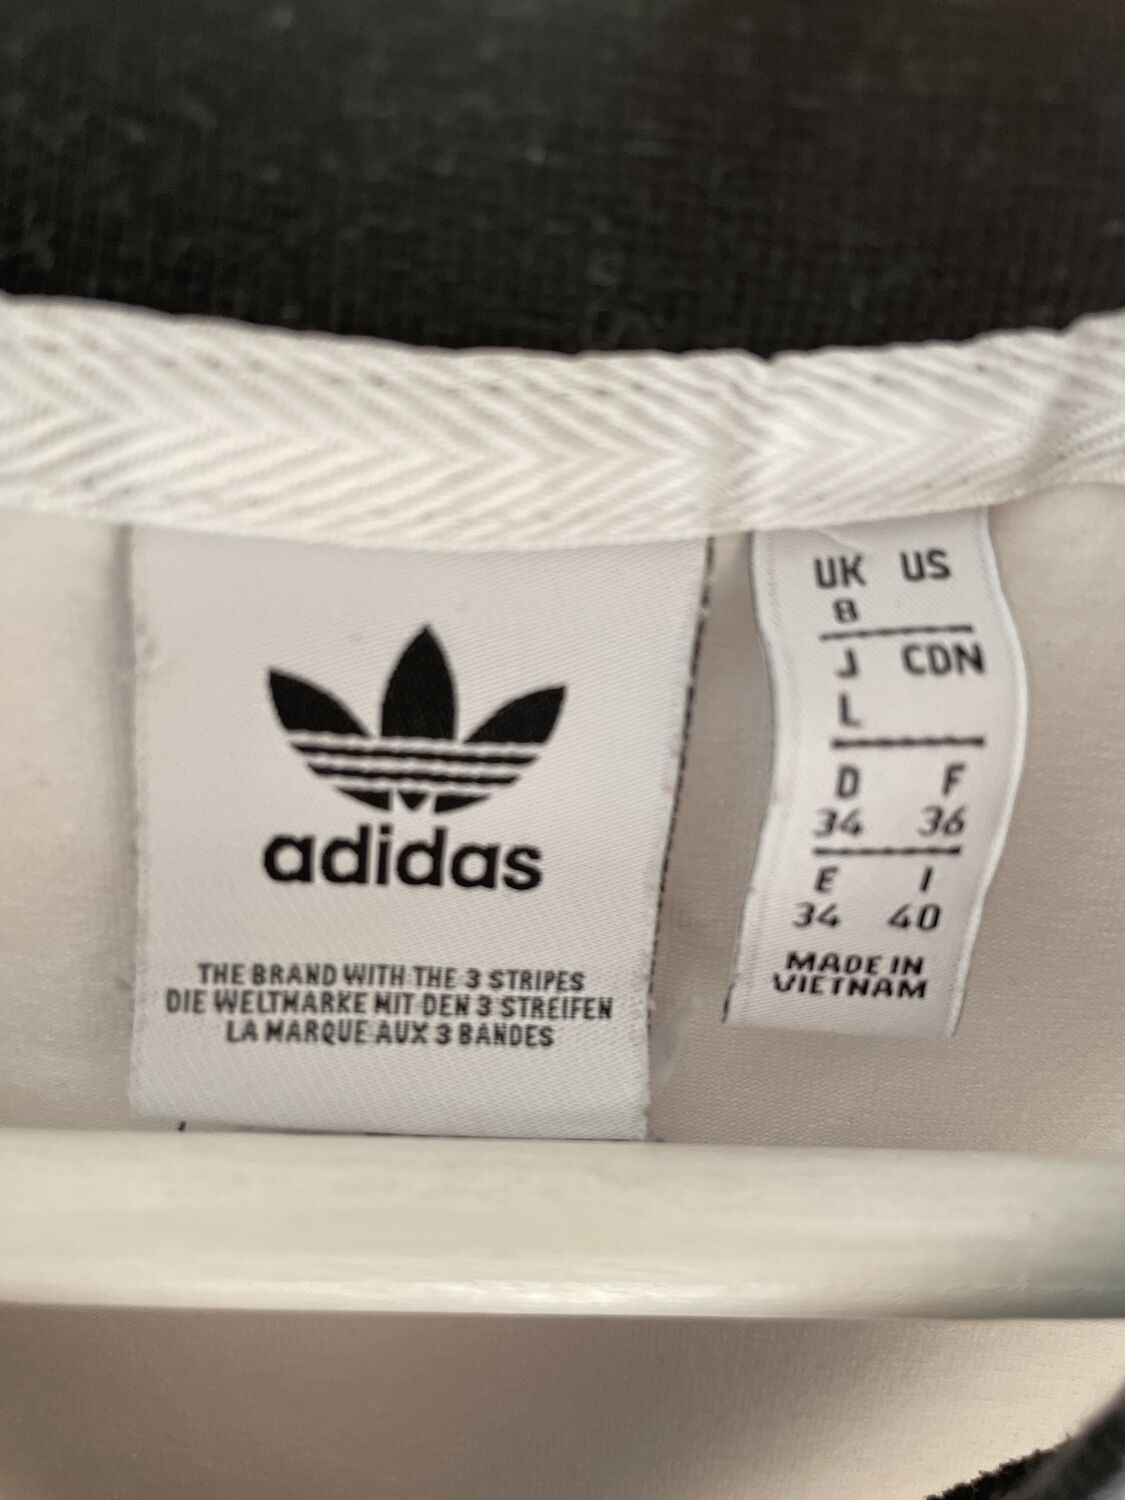 adidas
THE BRAND WITH THE 3 STRIPES
DIE WELTMARKE MIT DEN 3 STREIFEN
LA MARQUE AUX 3 BANDES
UK US
8
J CDN
L
D F
34 36
E I
34 40
MADE IN
VIETNAM